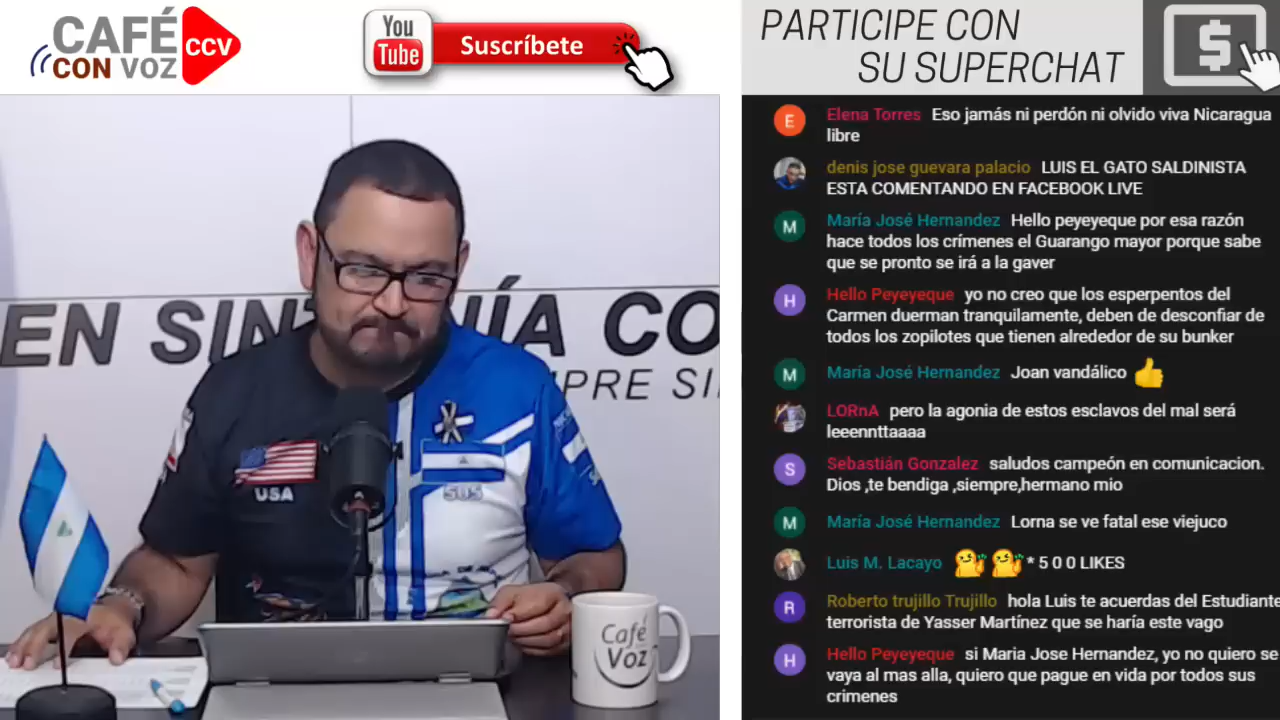 CAFÉ
CON VOZ
CCV
You
Tube
Suscríbete
PARTICIPE CON
SU SUPERCHAT
$
EN SINTONÍA CO
MPRE SI
USA
SOS
Café
Voz
E
Elena Torres Eso jamás ni perdón ni olvido viva Nicaragua
libre
denis jose guevara palacio LUIS EL GATO SALDINISTA
ESTA COMENTANDO EN FACEBOOK LIVE
M
María José Hernandez Hello peyeyeque por esa razón
hace todos los crímenes el Guarango mayor porque sabe
que se pronto se irá a la gaver
H
Hello Peyeyeque yo no creo que los esperpentos del
Carmen duerman tranquilamente, deben de desconfiar de
todos los zopilotes que tienen alrededor de su bunker
M
María José Hernandez Joan vandálico 👍
LORnA pero la agonia de estos esclavos del mal será
leeennttaaaa
S
Sebastián Gonzalez saludos campeón en comunicacion.
Dios ,te bendiga ,siempre,hermano mio
M
María José Hernandez Lorna se ve fatal ese viejuco
Luis M. Lacayo * 5 0 0 LIKES
R
Roberto trujillo Trujillo hola Luis te acuerdas del Estudiante
terrorista de Yasser Martínez que se haría este vago
H
Hello Peyeyeque si Maria Jose Hernandez, yo no quiero se
vaya al mas alla, quiero que pague en vida por todos sus
crimenes